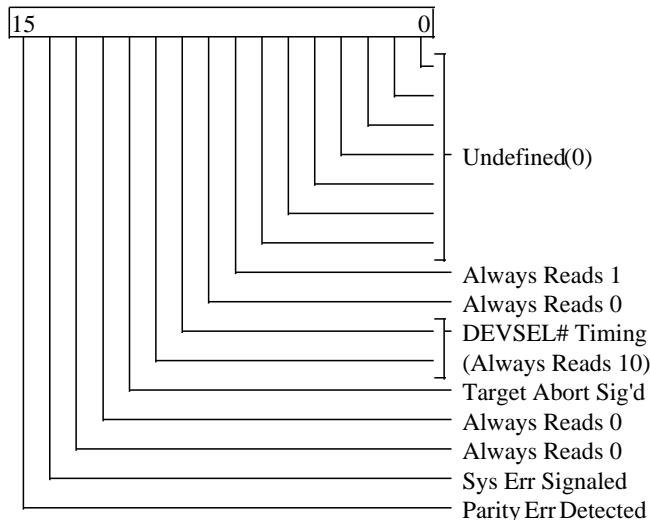 15 0
Undefined(0)
Always Reads 1
Always Reads 0
DEVSEL# Timing
(Always Reads 10)
Target Abort Sig'd
Always Reads 0
Always Reads 0
Sys Err Signaled
Parity Err Detected